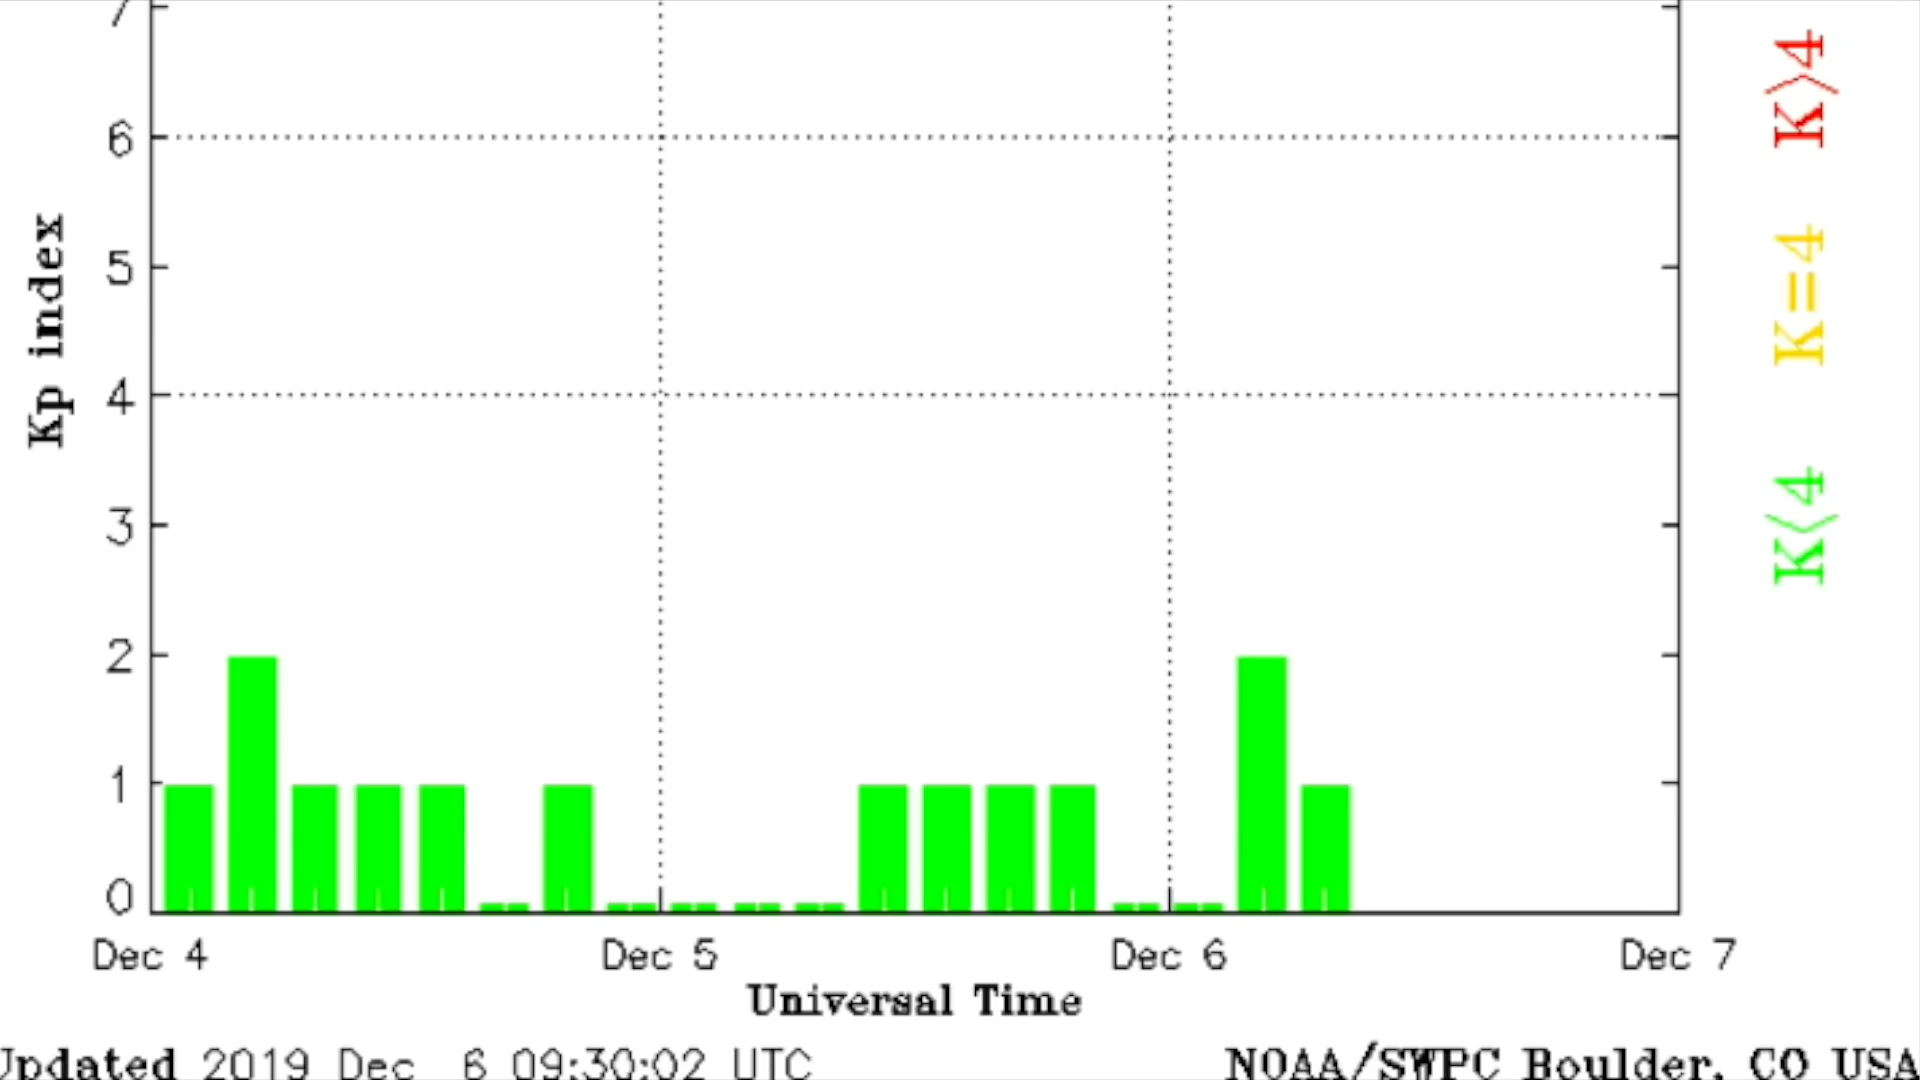 7
K>4
6
Kp index
5
K=4
4
3
K<4
2
1
0
Dec 4 Dec 5 Dec 6 Dec 7
Universal Time
Updated 2019 Dec 6 09:30:02 UTC NOAA/SWPC Boulder, CO USA